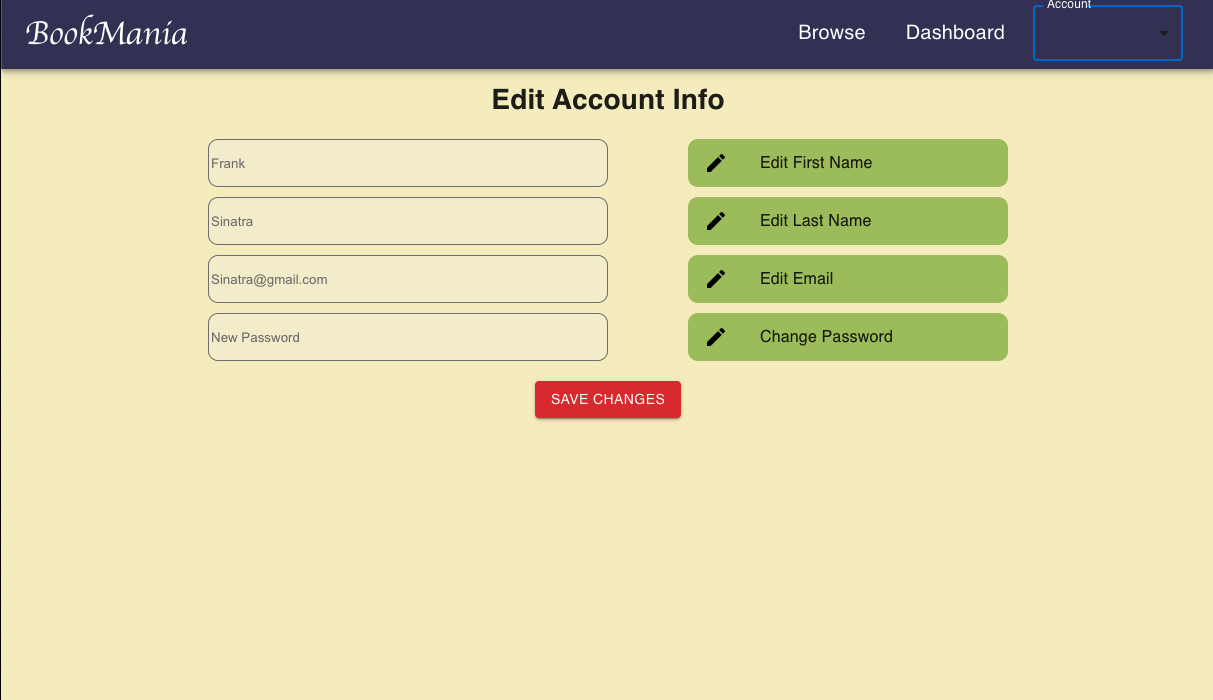 BookMania
Browse
Dashboard
Account
Edit Account Info
Frank
Edit First Name
Sinatra
Edit Last Name
Sinatra@gmail.com
Edit Email
New Password
Change Password
SAVE CHANGES